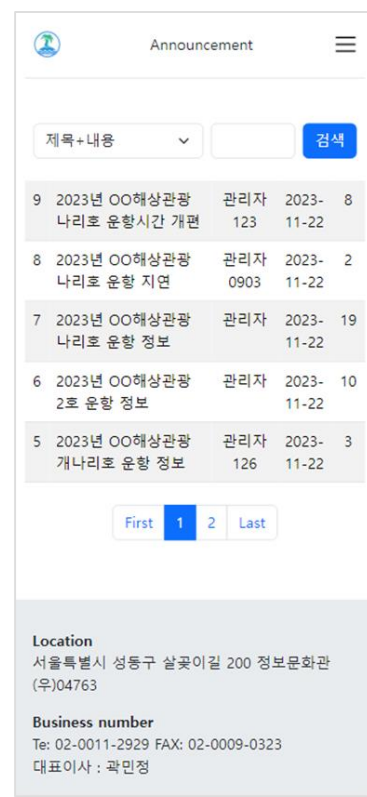 Announcement
제목+내용 검색
9 2023년 OO해상관광 관리자 2023- 8
나리호 운항시간 개편 123 11-22
8 2023년 OO해상관광 관리자 2023- 2
나리호 운항 지연 0903 11-22
7 2023년 OO해상관광 관리자 2023- 19
나리호 운항 정보 11-22
6 2023년 OO해상관광 관리자 2023- 10
2호 운항 정보 11-22
5 2023년 OO해상관광 관리자 2023- 3
개나리호 운항 정보 126 11-22
First 1 2 Last
Location
서울특별시 성동구 살곶이길 200 정보문화관
(우)04763
Business number
Te: 02-0011-2929 FAX: 02-0009-0323
대표이사 : 곽민정